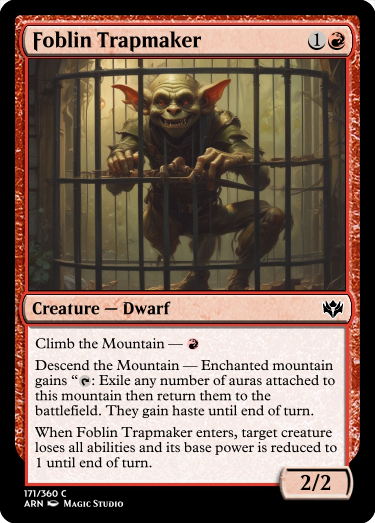 Foblin Trapmaker 1
Creature — Dwarf
Climb the Mountain —
Descend the Mountain — Enchanted mountain
gains “: Exile any number of auras attached to
this mountain then return them to the
battlefield. They gain haste until end of turn.
When Foblin Trapmaker enters, target creature
loses all abilities and its base power is reduced to
1 until end of turn.
2/2
171/360 C
ARN Magic Studio